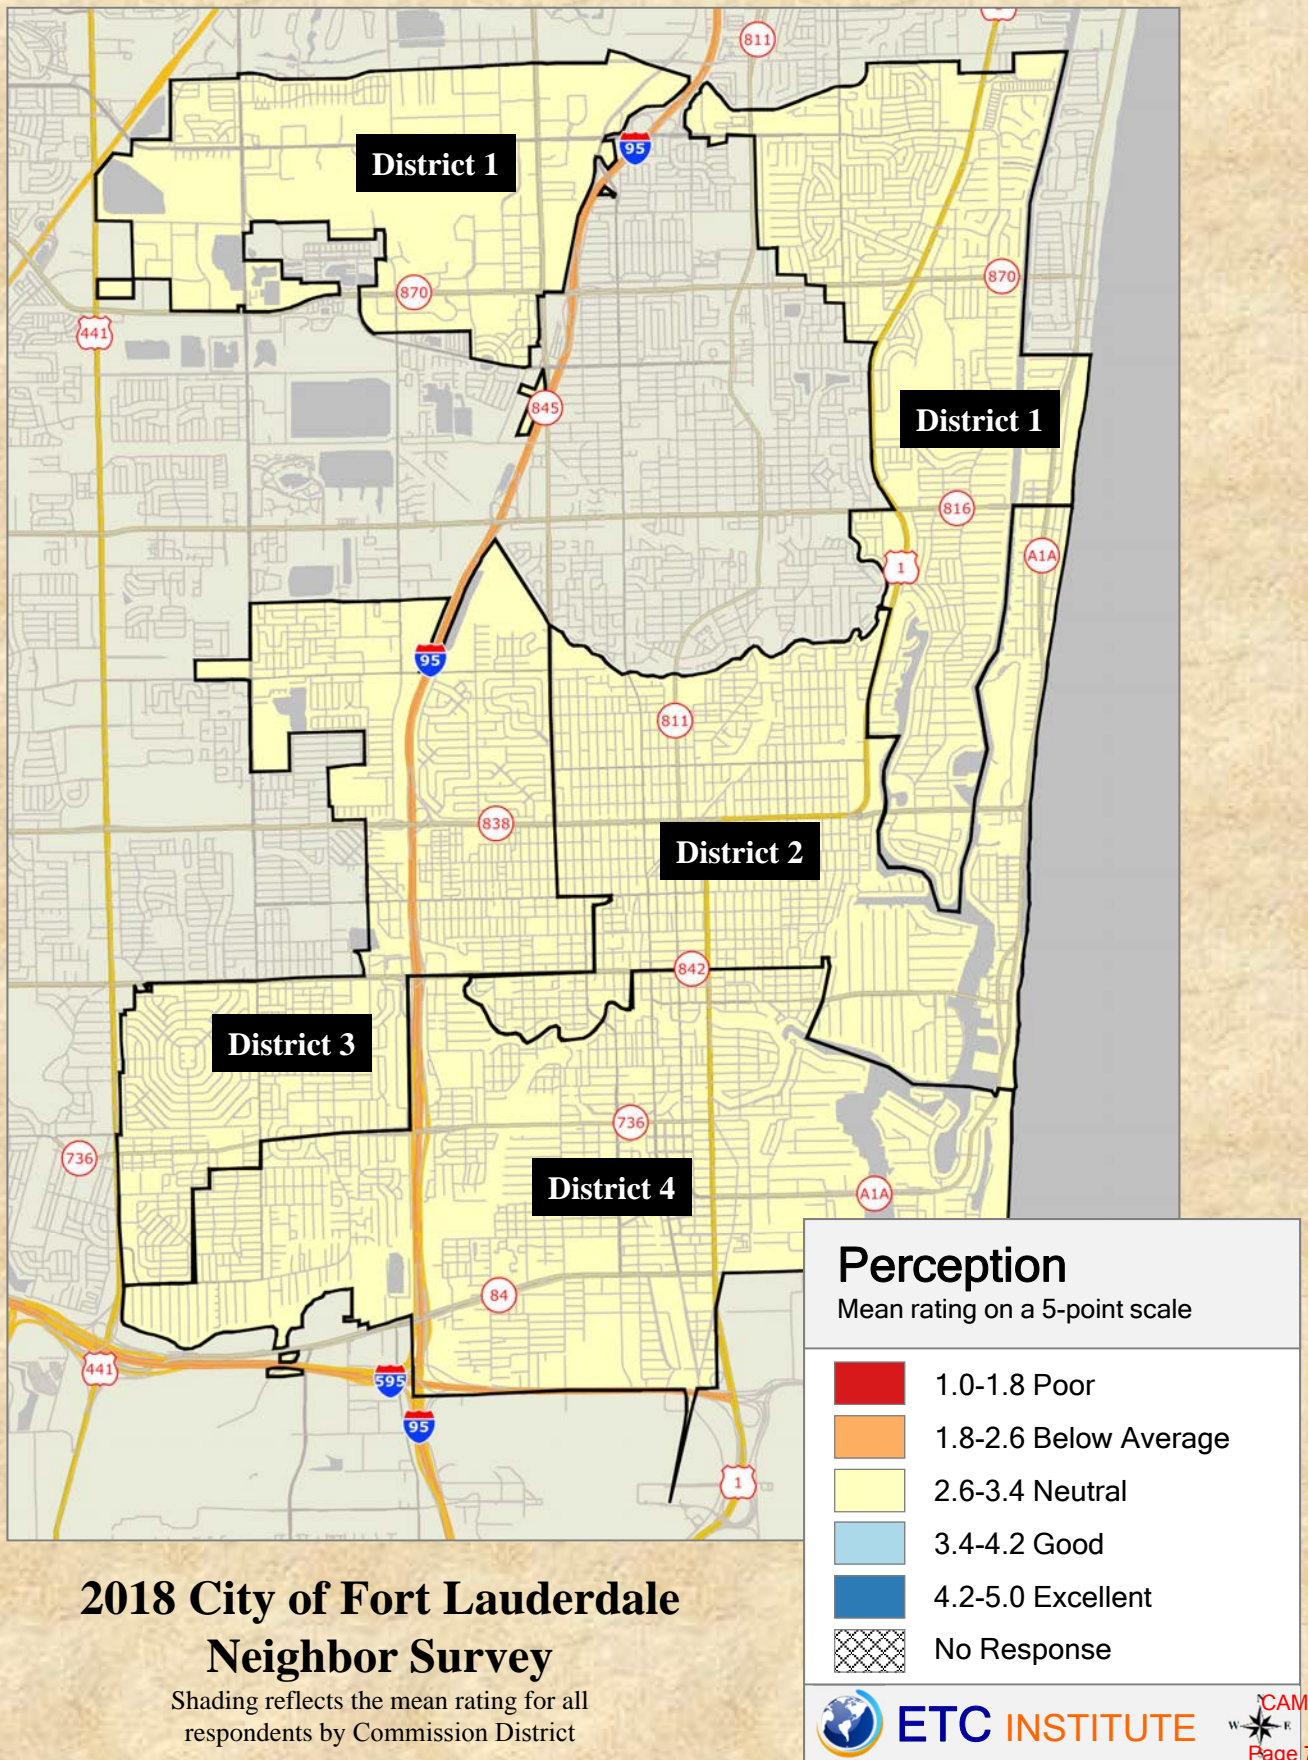 811
95
District 1
870
870
441
845
District 1
816
A1A
1
95
811
838
District 2
842
District 3
736
736
District 4
A1A
84
441
595
95
1
Perception
Mean rating on a 5-point scale
1.0-1.8 Poor
1.8-2.6 Below Average
2.6-3.4 Neutral
3.4-4.2 Good
4.2-5.0 Excellent
No Response
2018 City of Fort Lauderdale
Neighbor Survey
Shading reflects the mean rating for all
respondents by Commission District
ETC INSTITUTE
CAM
W E
Page